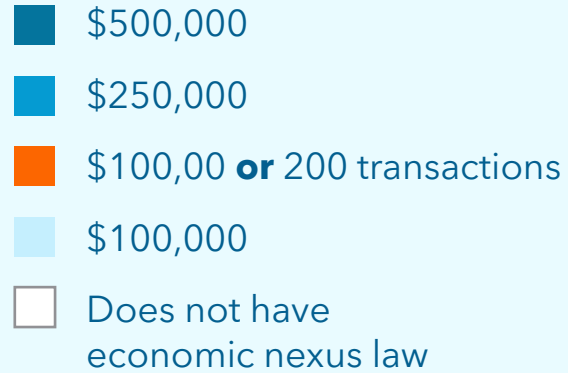 $500,000
$250,000
$100,00 or 200 transactions
$100,000
Does not have
economic nexus law